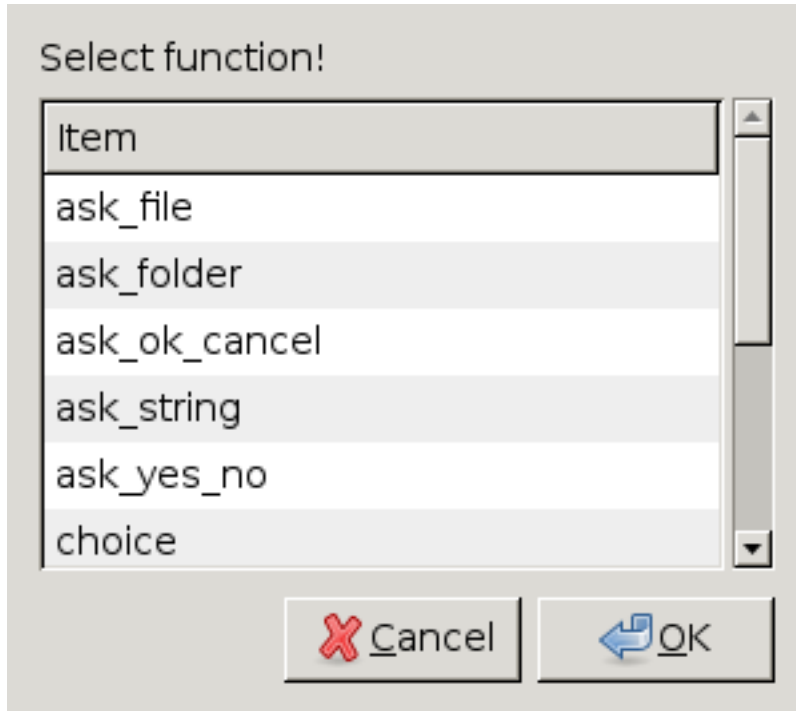 Select function!
Item
ask_file
ask_folder
ask_ok_cancel
ask_string
ask_yes_no
choice
Cancel OK